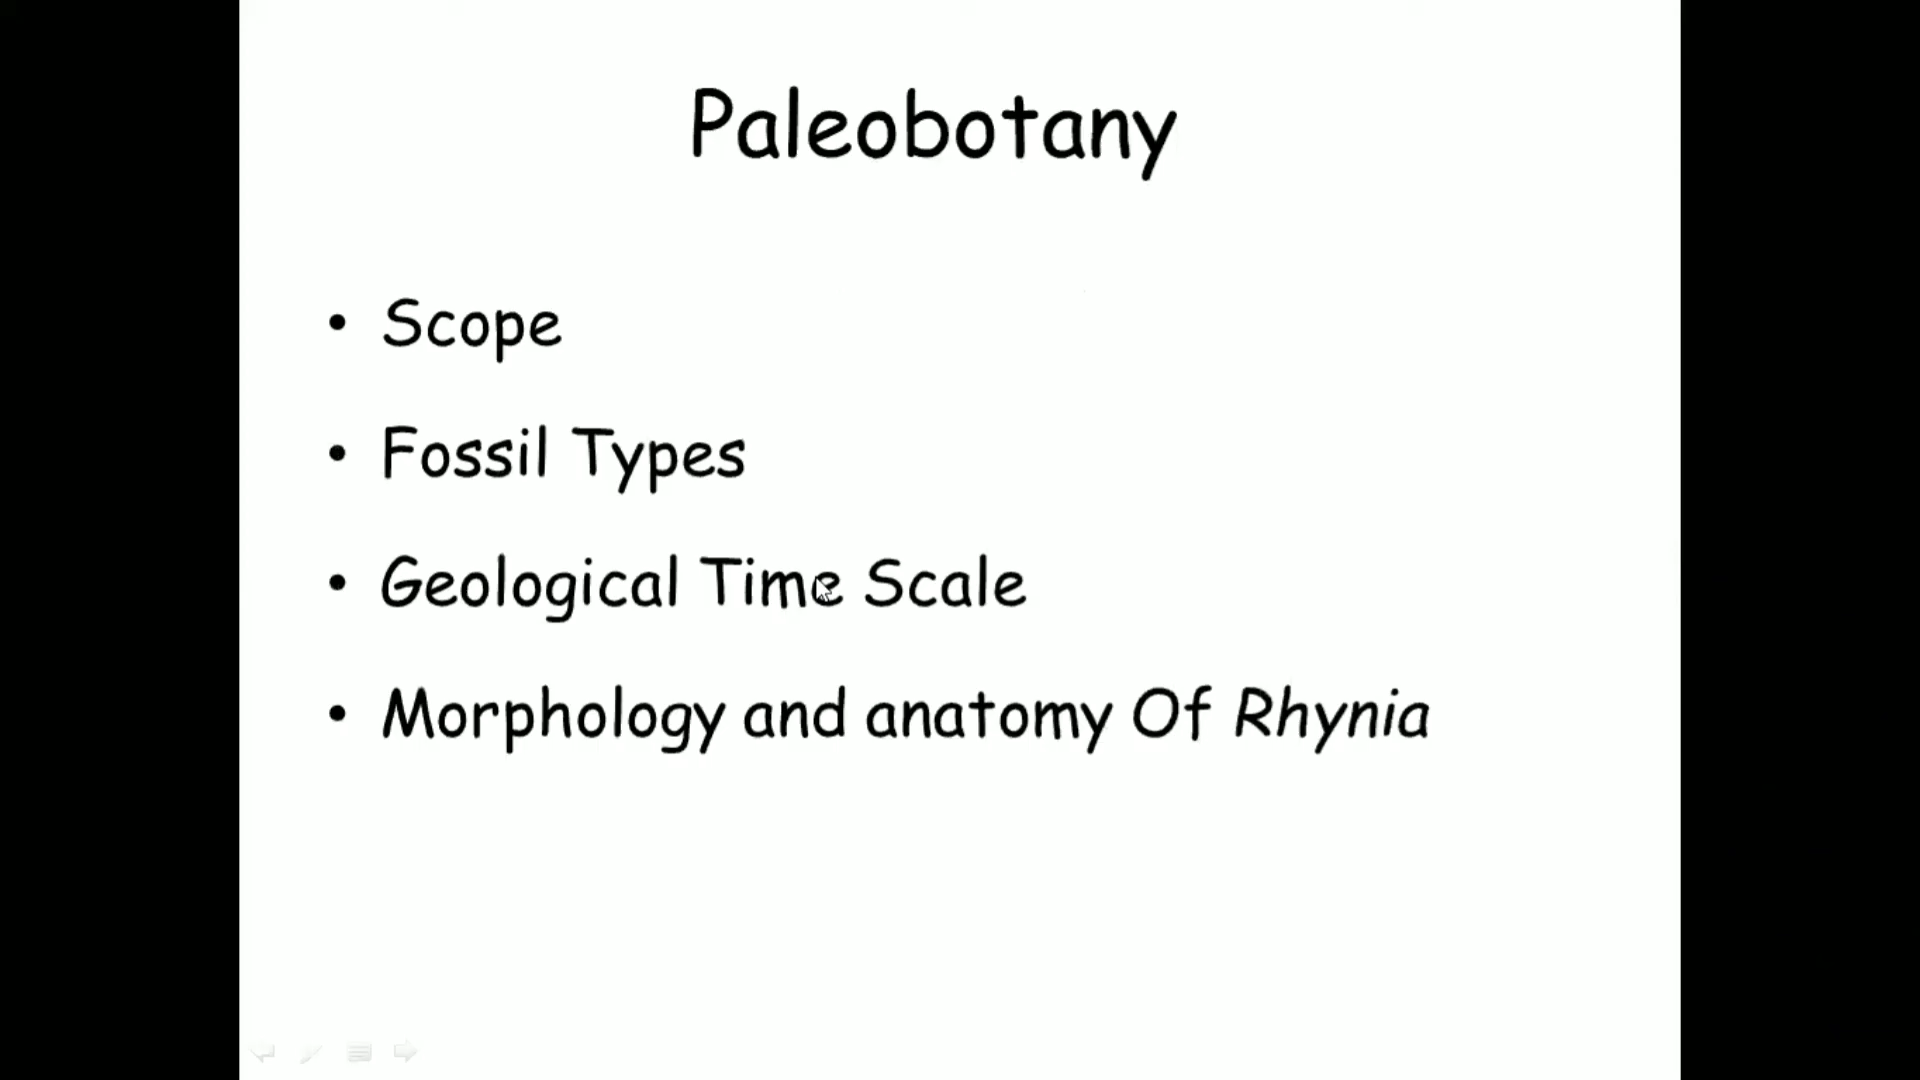 Paleobotany
• Scope
• Fossil Types
• Geological Time Scale
• Morphology and anatomy Of Rhynia